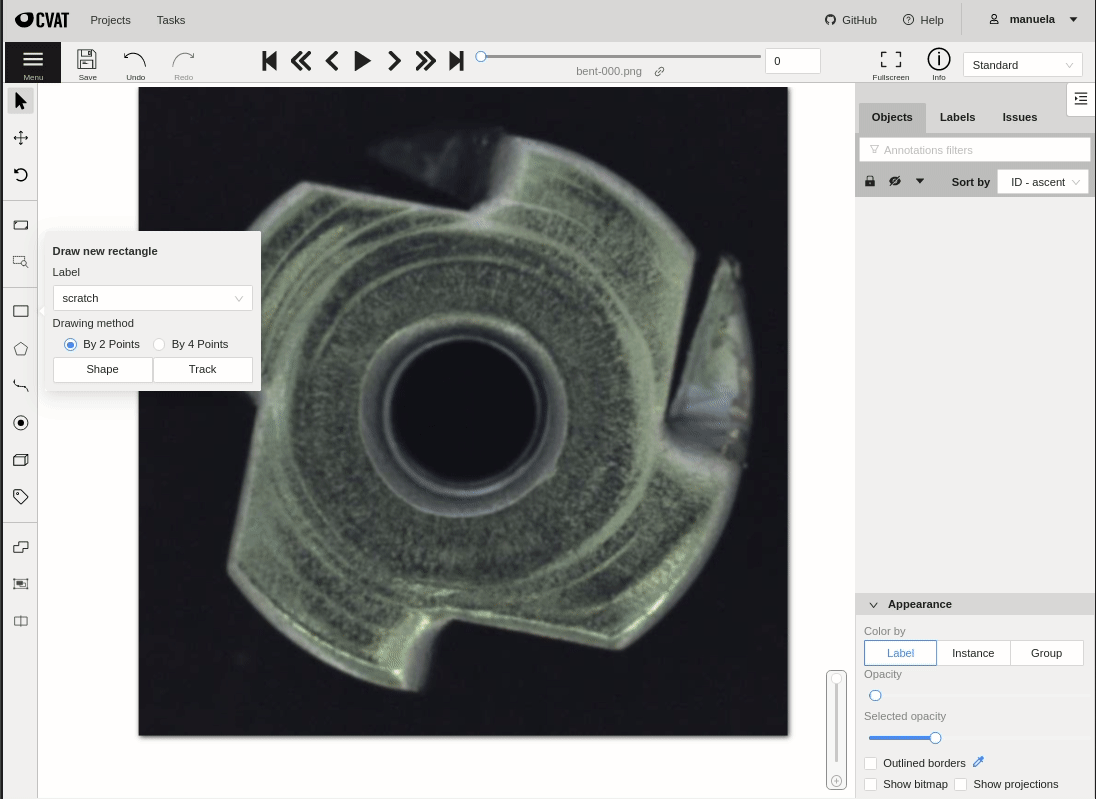 CVAT Projects Tasks GitHub Help manuela
Menu Save Undo Redo bent-000.png 0 Fullscreen Info Standard
Objects Labels Issues
Annotations filters
Sort by ID - ascent
Draw new rectangle
Label
scratch
Drawing method
By 2 Points By 4 Points
Shape Track
Appearance
Color by
Label Instance Group
Opacity
Selected opacity
Outlined borders
Show bitmap Show projections